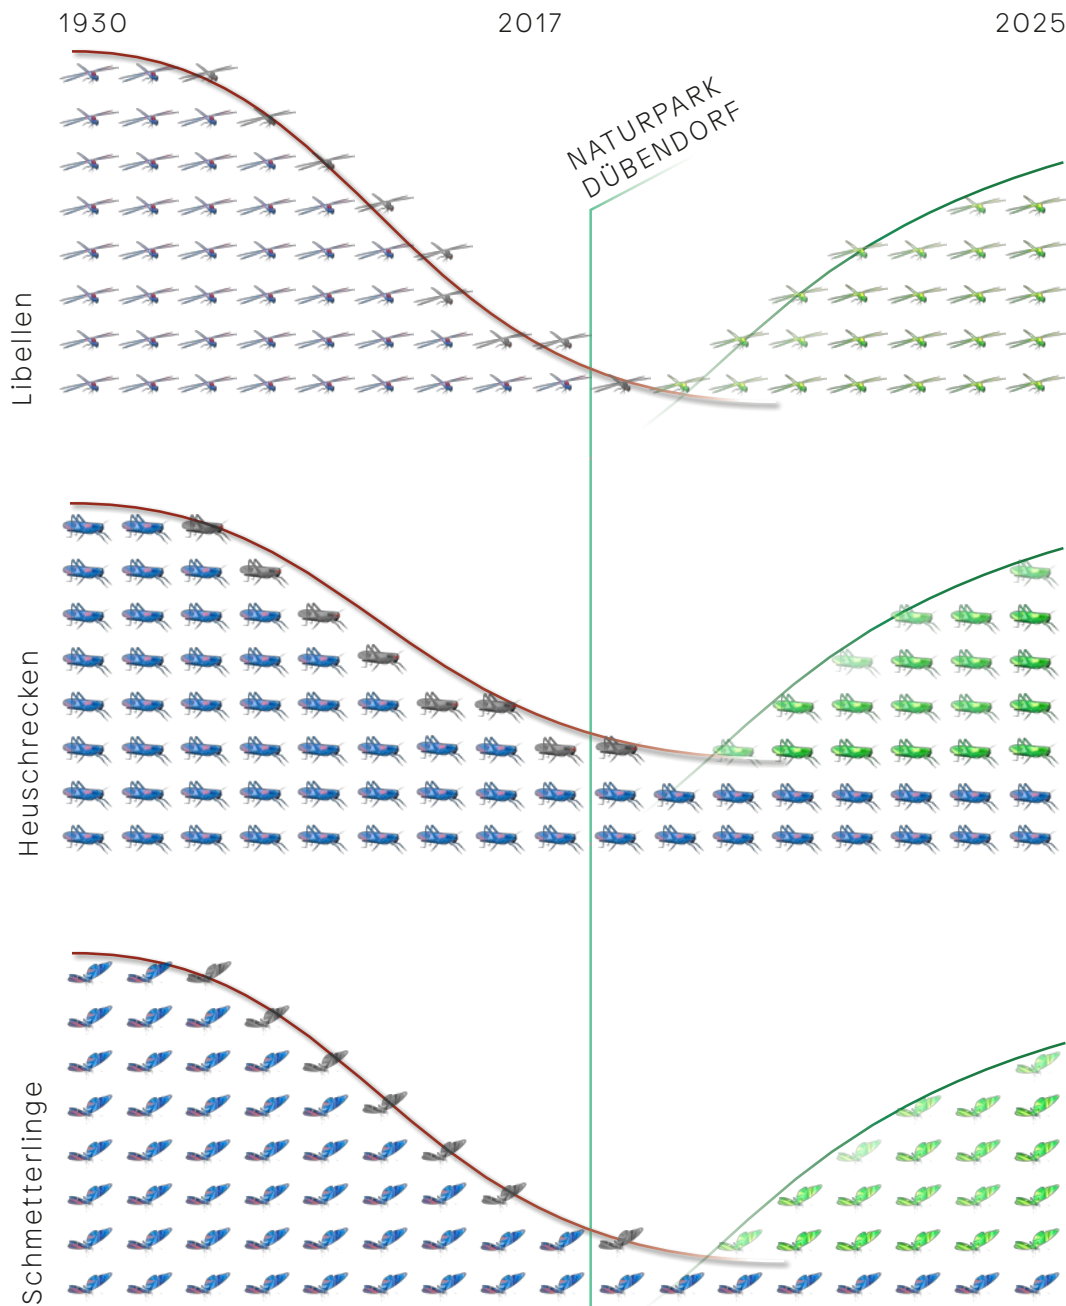 1930 2017 2025
NATURPARK
DÜBENDORF
Libellen
Heuschrecken
Schmetterlinge